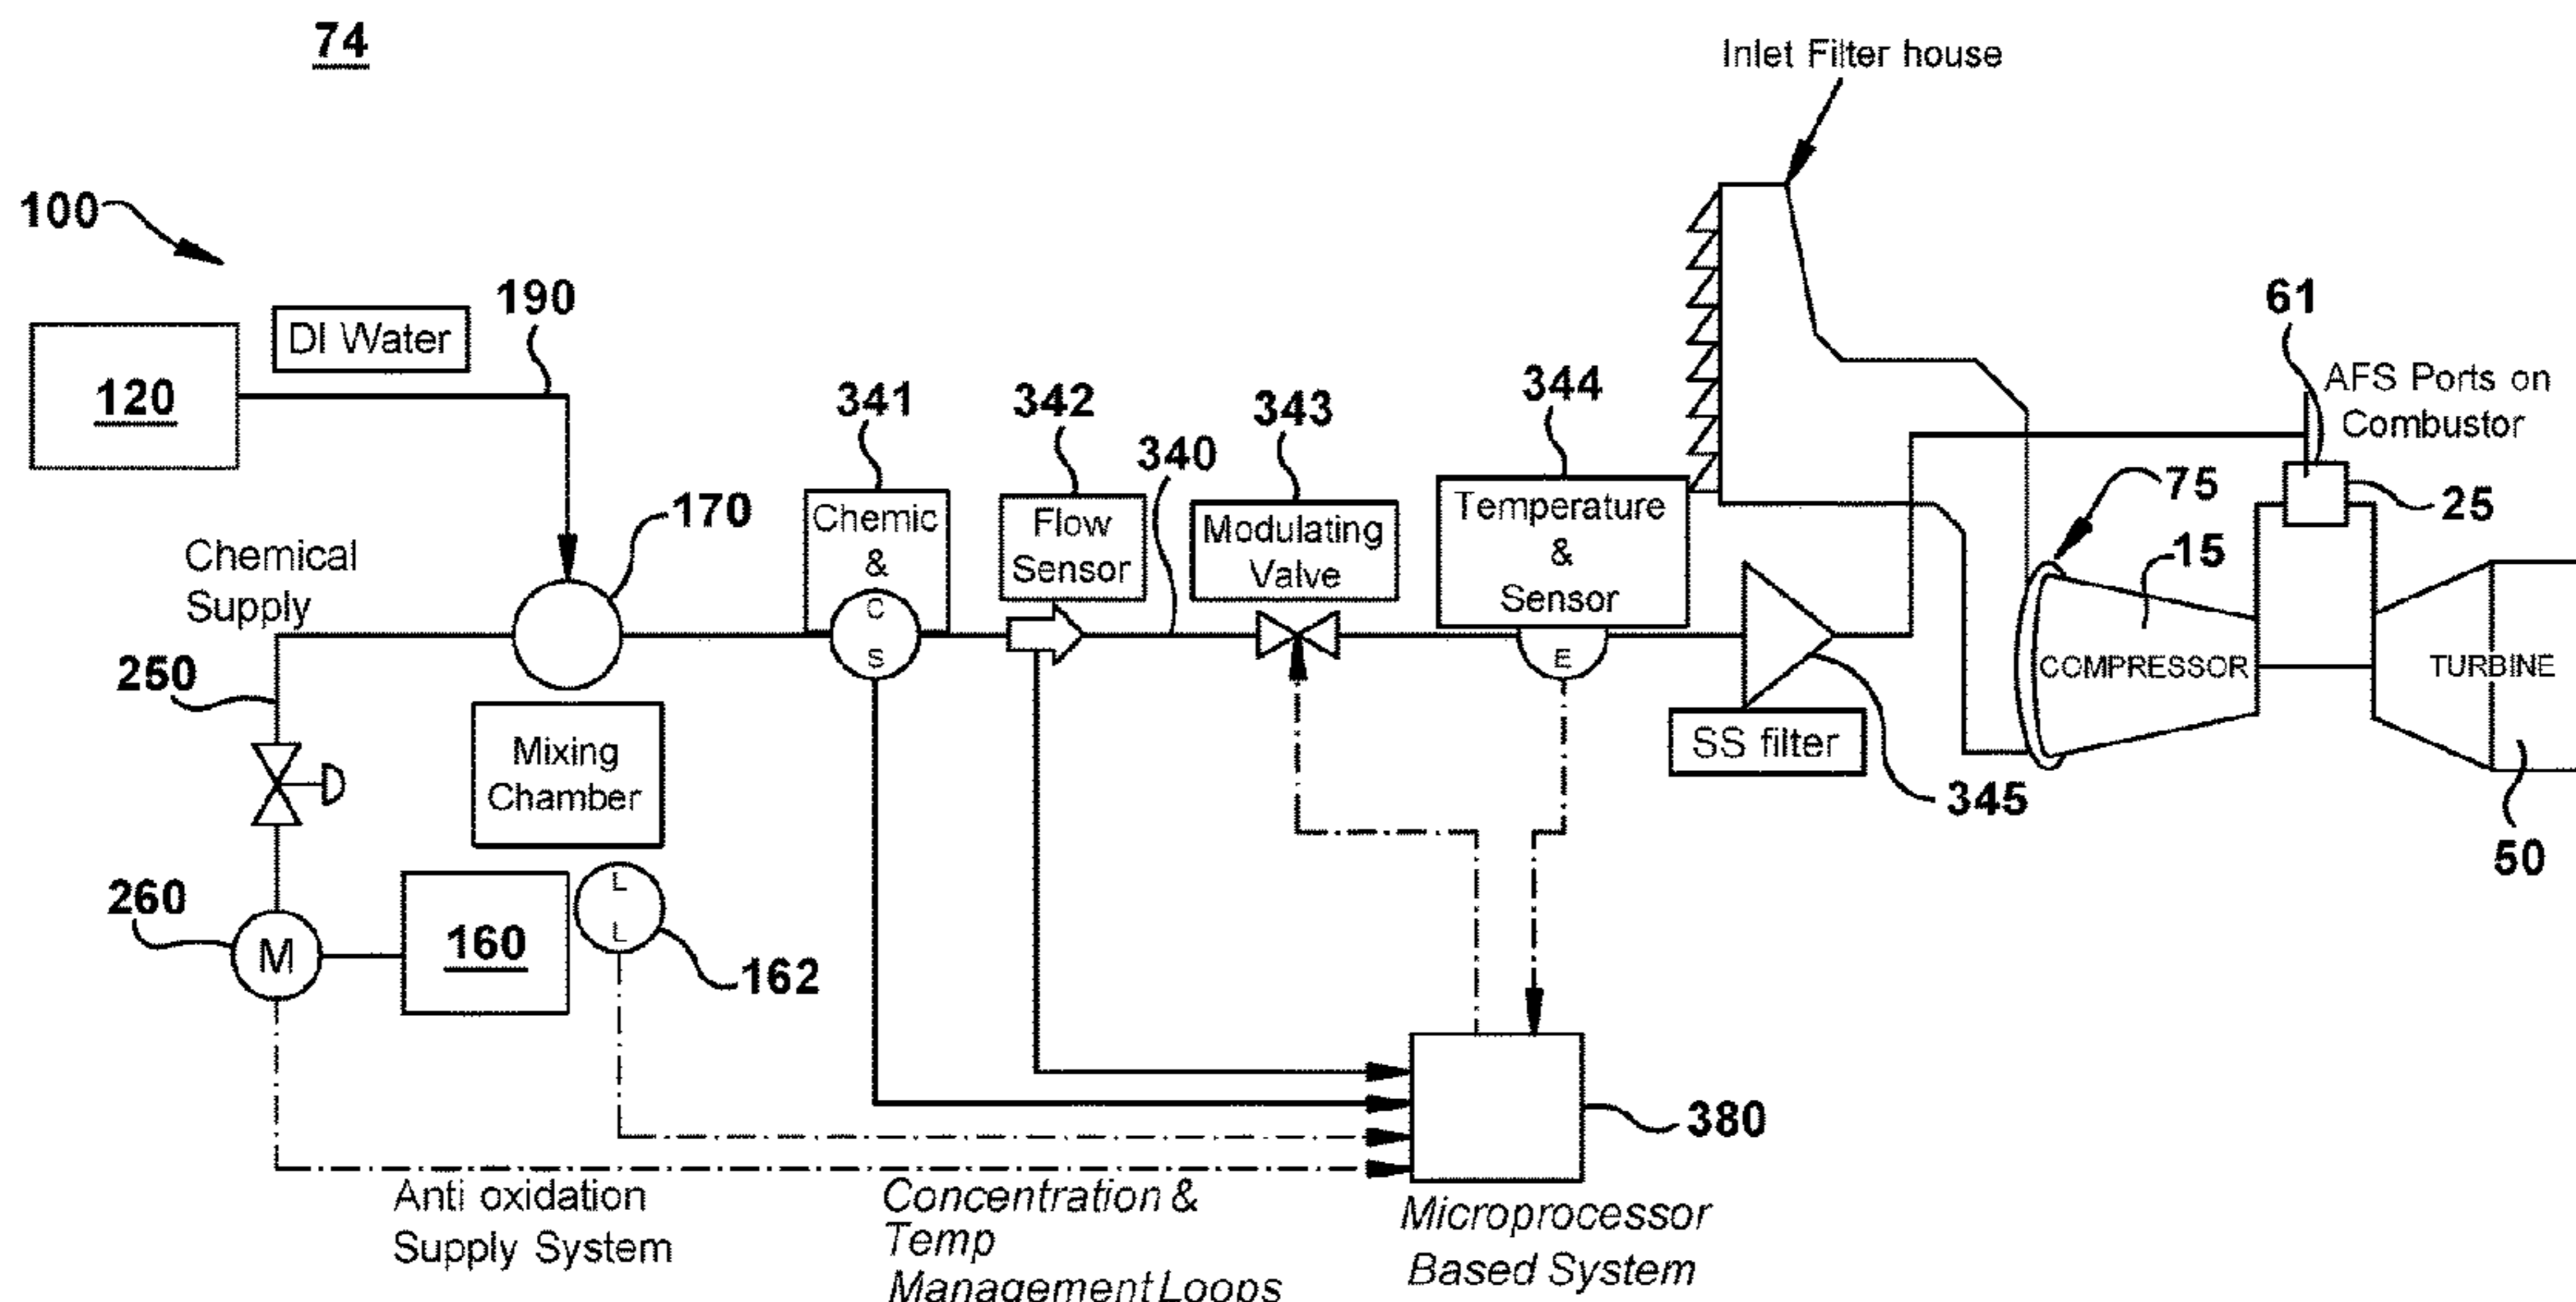 74
Inlet Filter house
100
190
61
DI Water
120
341
342
343
344
340
AFS Ports on
Combustor
170
Chemic
&
C
S
Flow
Sensor
Modulating
Valve
Temperature
&
Sensor
E
75
25
15
Chemical
Supply
250
Mixing
Chamber
SS filter
COMPRESSOR
TURBINE
345
50
260
M
160
L
L
162
380
Anti oxidation
Supply System
Concentration &
Temp
Management Loops
Microprocessor
Based System